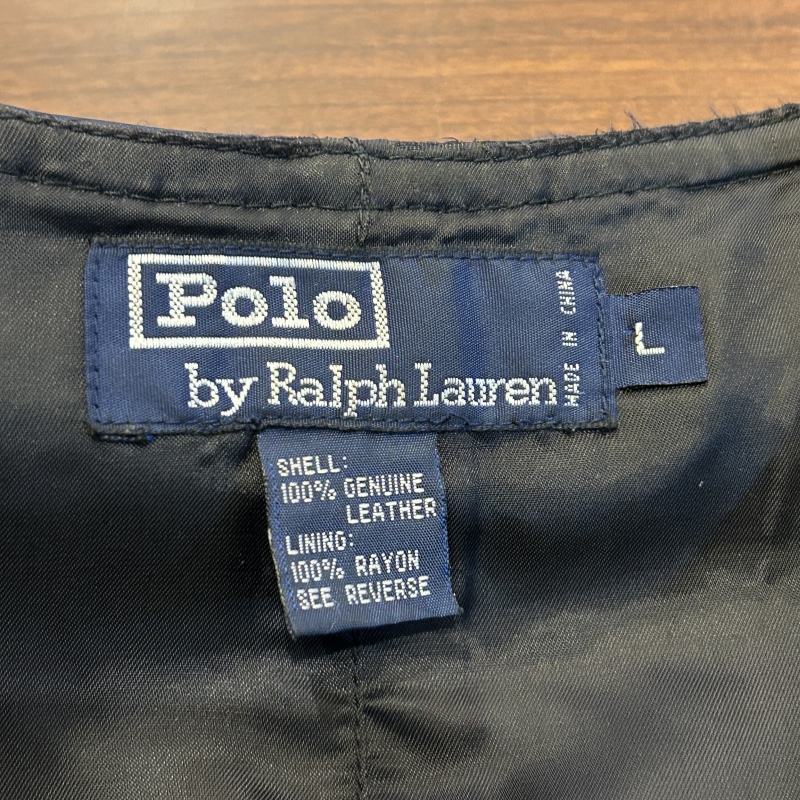 Polo
by Ralph Lauren
MADE IN CHINA
L
SHELL:
100% GENUINE
LEATHER
LINING:
100% RAYON
SEE REVERSE